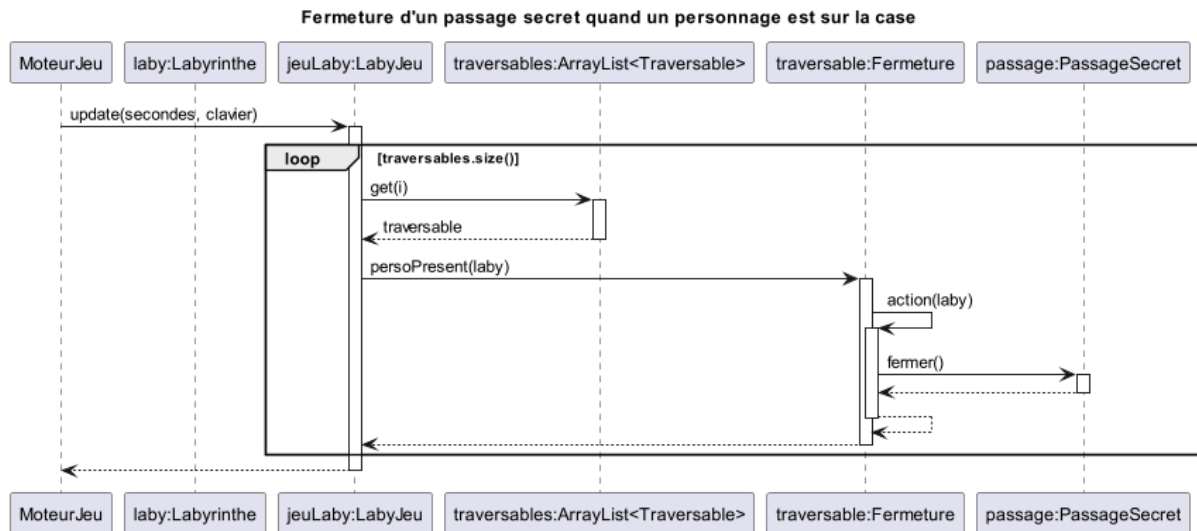 Fermeture d'un passage secret quand un personnage est sur la case
MoteurJeu
laby:Labyrinthe
jeuLaby:LabyJeu
traversables:ArrayList<Traversable>
traversable:Fermeture
passage:PassageSecret
update(secondes, clavier)
loop
[traversables.size()]
get(i)
traversable
persoPresent(laby)
action(laby)
fermer()
MoteurJeu
laby:Labyrinthe
jeuLaby:LabyJeu
traversables:ArrayList<Traversable>
traversable:Fermeture
passage:PassageSecret